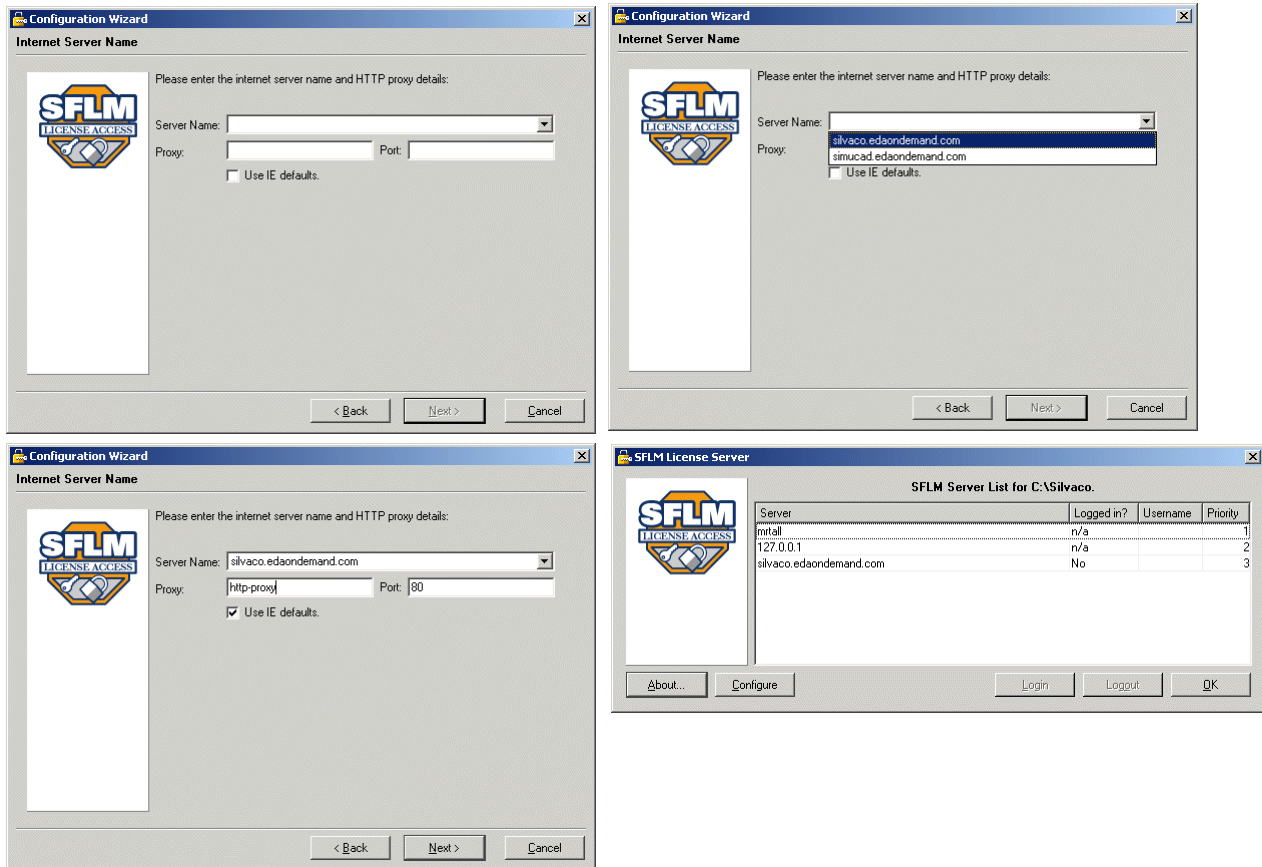 Configuration Wizard
Internet Server Name
Please enter the internet server name and HTTP proxy details:
SFLM
LICENSE ACCESS
Server Name:
Proxy: Port:
Use IE defaults.
< Back Next > Cancel
Configuration Wizard
Internet Server Name
Please enter the internet server name and HTTP proxy details:
SFLM
LICENSE ACCESS
Server Name:
silvaco.edaondemand.com
Proxy:
simucad.edaondemand.com
Use IE defaults.
< Back Next > Cancel
Configuration Wizard
Internet Server Name
Please enter the internet server name and HTTP proxy details:
SFLM
LICENSE ACCESS
Server Name: silvaco.edaondemand.com
Proxy: http-proxy Port: 80
Use IE defaults.
< Back Next > Cancel
SFLM License Server
SFLM Server List for C:\Silvaco.
SFLM
LICENSE ACCESS
Server Logged in? Username Priority
mrtall n/a 1
127.0.0.1 n/a 2
silvaco.edaondemand.com No 3
About... Configure Login Logout OK